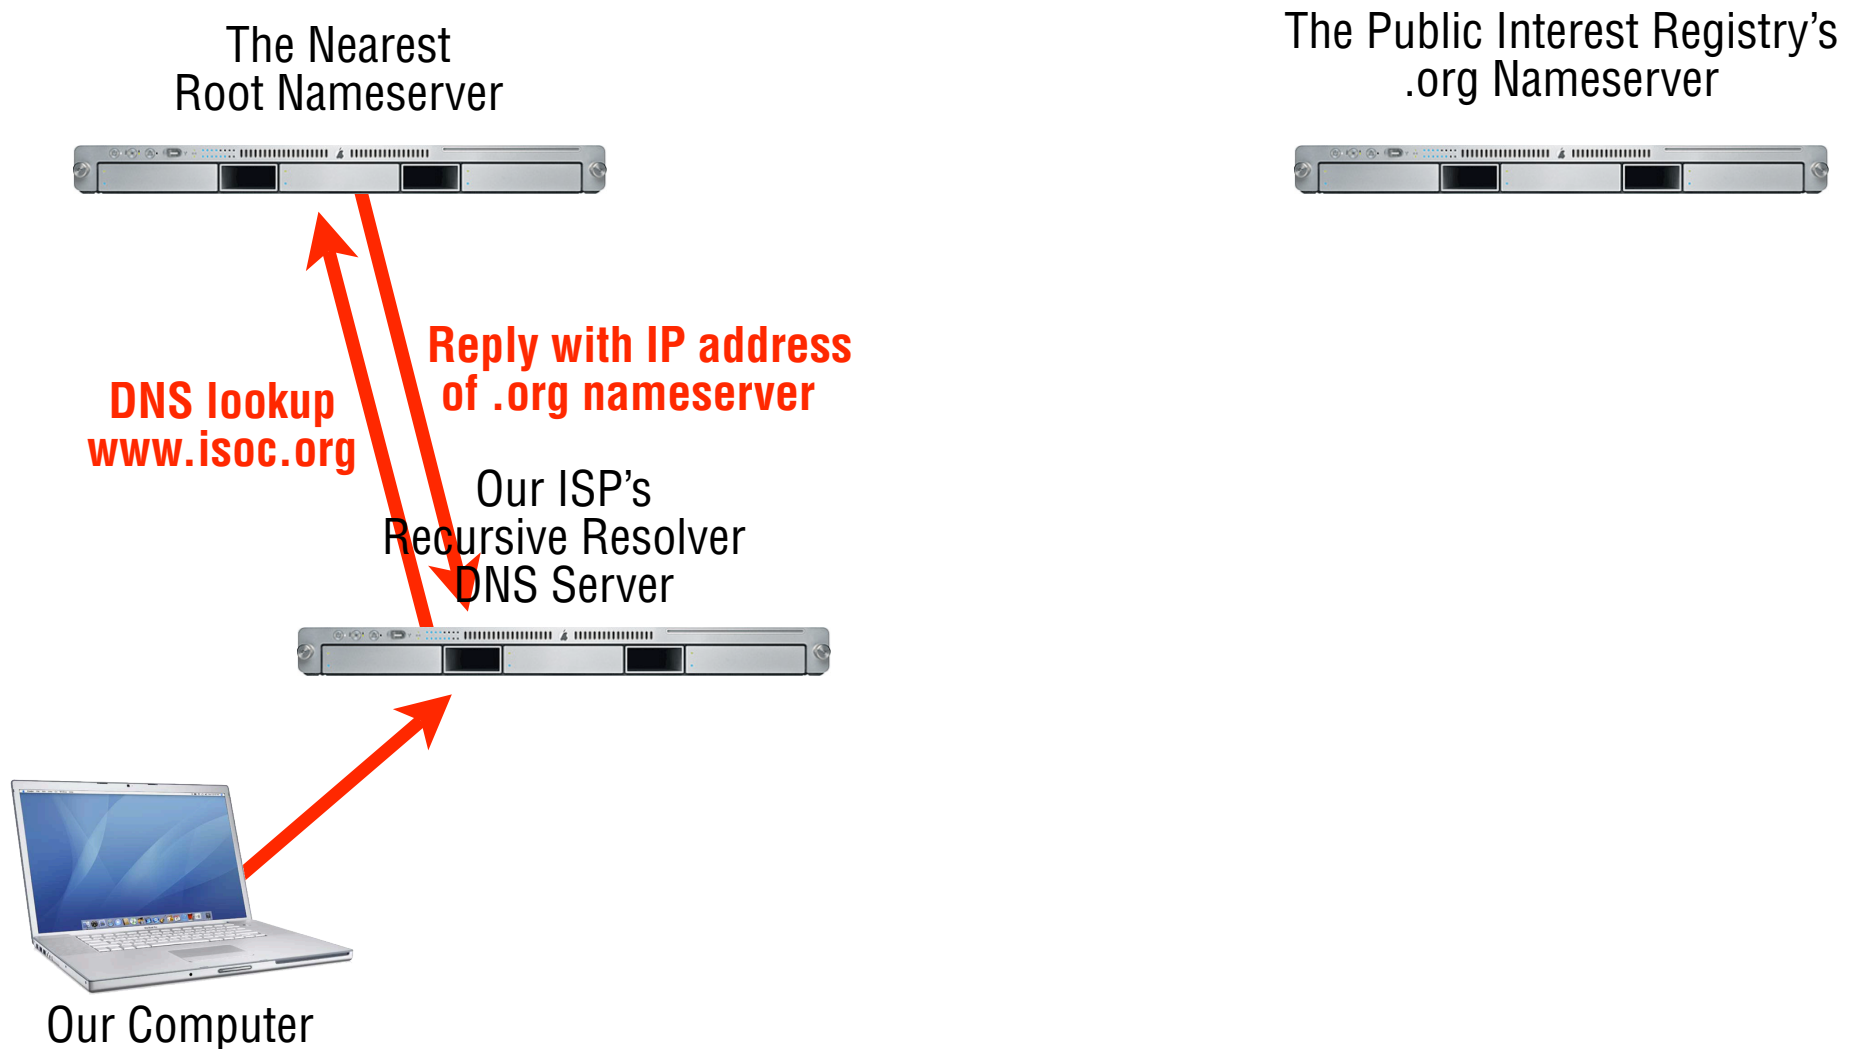 The Nearest
Root Nameserver
The Public Interest Registry’s
.org Nameserver
Reply with IP address
of .org nameserver
DNS lookup
www.isoc.org
Our ISP’s
Recursive Resolver
DNS Server
Our Computer